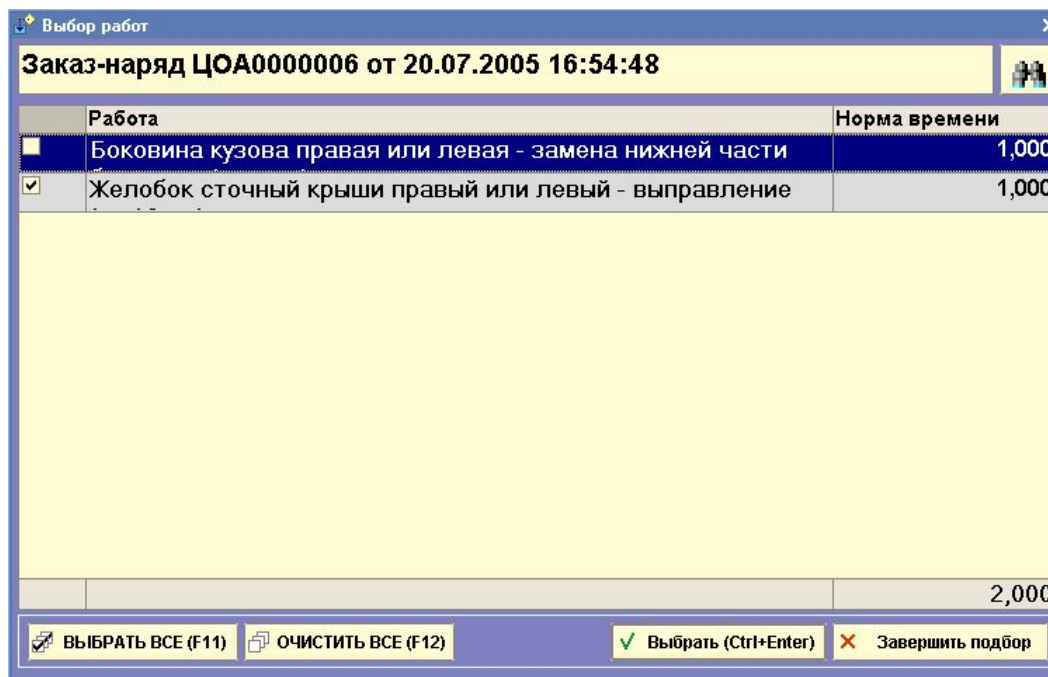 Выбор работ
Заказ-наряд ЦОА0000006 от 20.07.2005 16:54:48
Работа Норма времени
Боковина кузова правая или левая - замена нижней части 1,000
Желобок сточный крыши правый или левый - выправление 1,000
2,000
ВЫБРАТЬ ВСЕ (F11) ОЧИСТИТЬ ВСЕ (F12) Выбрать (Ctrl+Enter) Завершить подбор